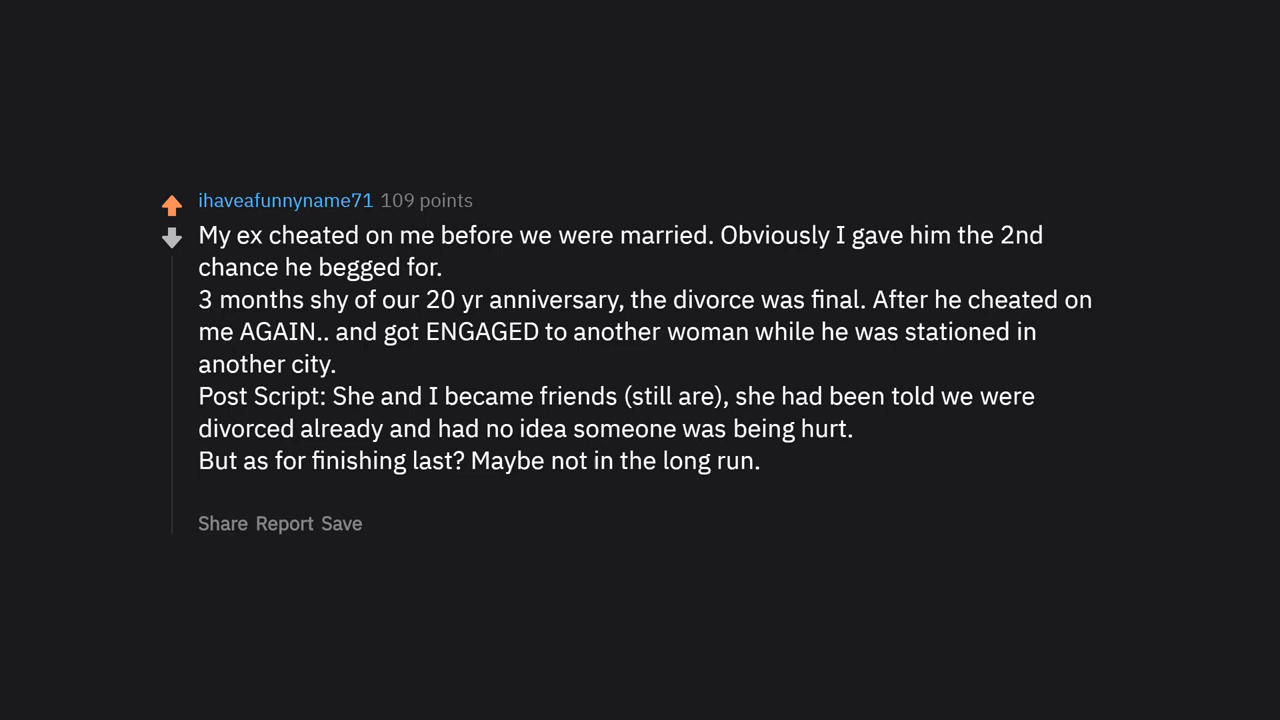 ihaveafunnyname71 109 points
My ex cheated on me before we were married. Obviously I gave him the 2nd
chance he begged for.
3 months shy of our 20 yr anniversary, the divorce was final. After he cheated on
me AGAIN.. and got ENGAGED to another woman while he was stationed in
another city.
Post Script: She and I became friends (still are), she had been told we were
divorced already and had no idea someone was being hurt.
But as for finishing last? Maybe not in the long run.
Share Report Save